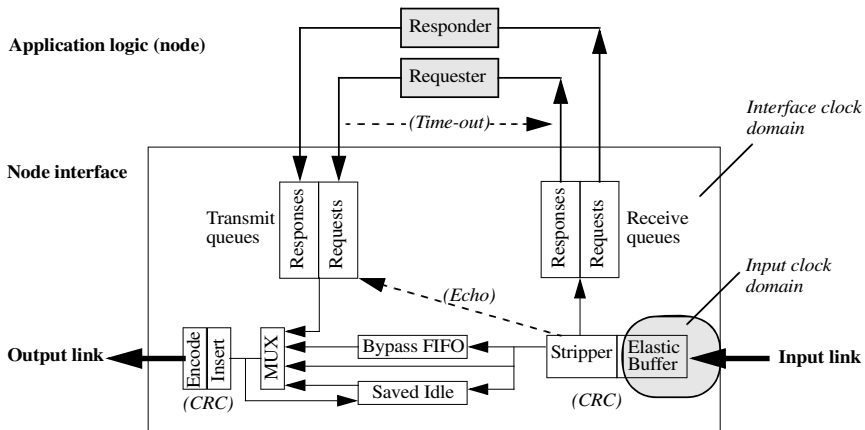 Responder
Application logic (node)
Requester
(Time-out)
Interface clock
domain
Node interface
Transmit
queues
Responses
Requests
Responses
Requests
Receive
queues
(Echo)
Input clock
domain
Output link
Encode
Insert
MUX
Bypass FIFO
Stripper
Elastic
Buffer
Input link
Saved Idle
(CRC)
(CRC)